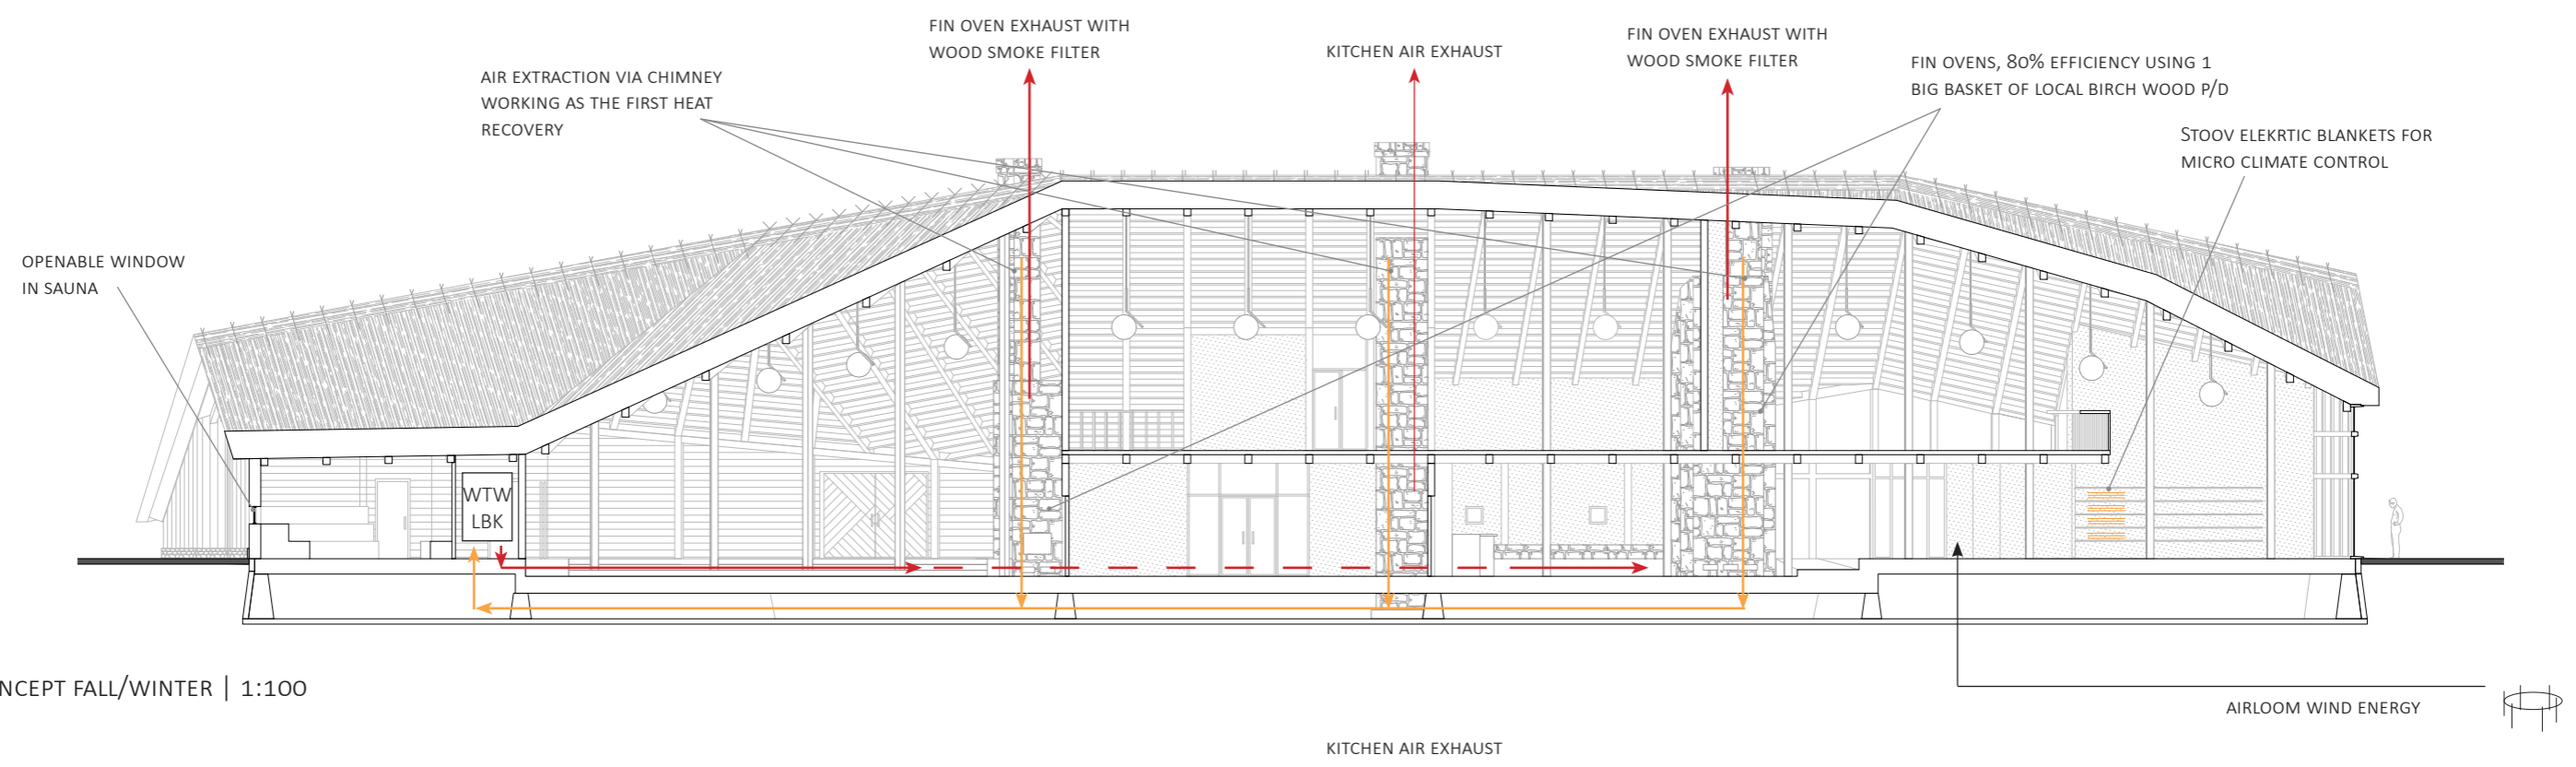 FIN OVEN EXHAUST WITH
WOOD SMOKE FILTER
KITCHEN AIR EXHAUST
FIN OVEN EXHAUST WITH
WOOD SMOKE FILTER
FIN OVENS, 80% EFFICIENCY USING 1
BIG BASKET OF LOCAL BIRCH WOOD P/D
AIR EXTRACTION VIA CHIMNEY
WORKING AS THE FIRST HEAT
RECOVERY
STOOV ELEKRTIC BLANKETS FOR
MICRO CLIMATE CONTROL
OPENABLE WINDOW
IN SAUNA
WTW
LBK
NCEPT FALL/WINTER | 1:100
AIRLOOM WIND ENERGY
KITCHEN AIR EXHAUST